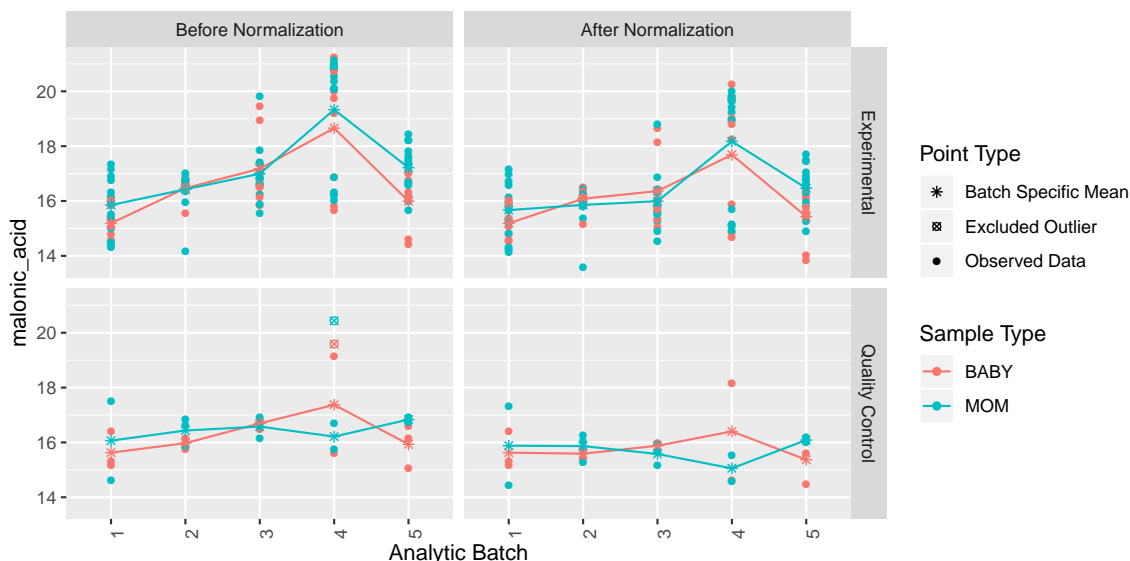 Before Normalization
After Normalization
20
18
16
14
Experimental
20
18
16
14
Quality Control
malonic_acid
1
2
3
4
5
1
2
3
4
5
Analytic Batch
Point Type
Batch Specific Mean
Excluded Outlier
Observed Data
Sample Type
BABY
MOM